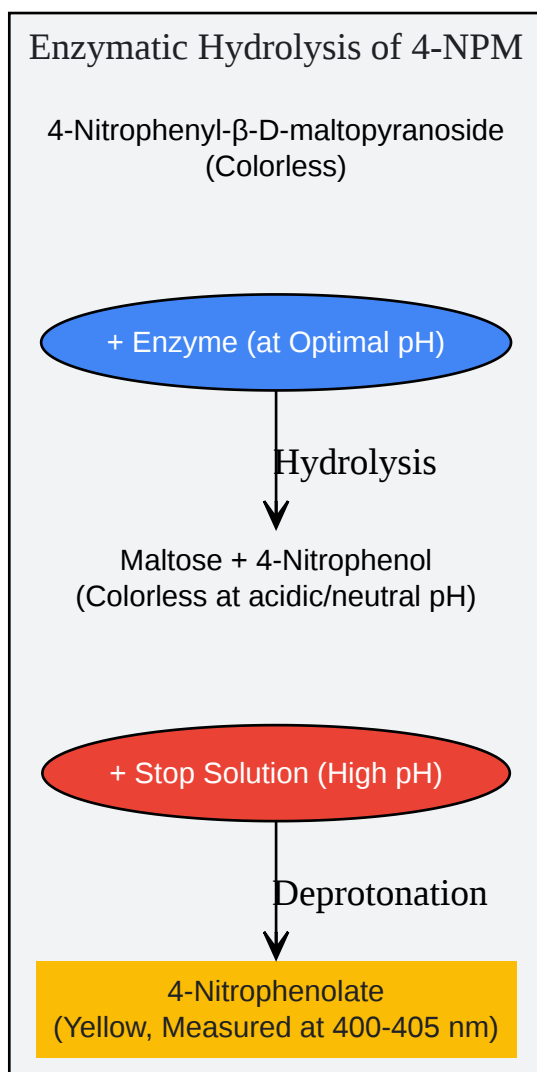 Enzymatic Hydrolysis of 4-NPM
4-Nitrophenyl-β-D-maltopyranoside
(Colorless)
+ Enzyme (at Optimal pH)
Hydrolysis
Maltose + 4-Nitrophenol
(Colorless at acidic/neutral pH)
+ Stop Solution (High pH)
Deprotonation
4-Nitrophenolate
(Yellow, Measured at 400-405 nm)